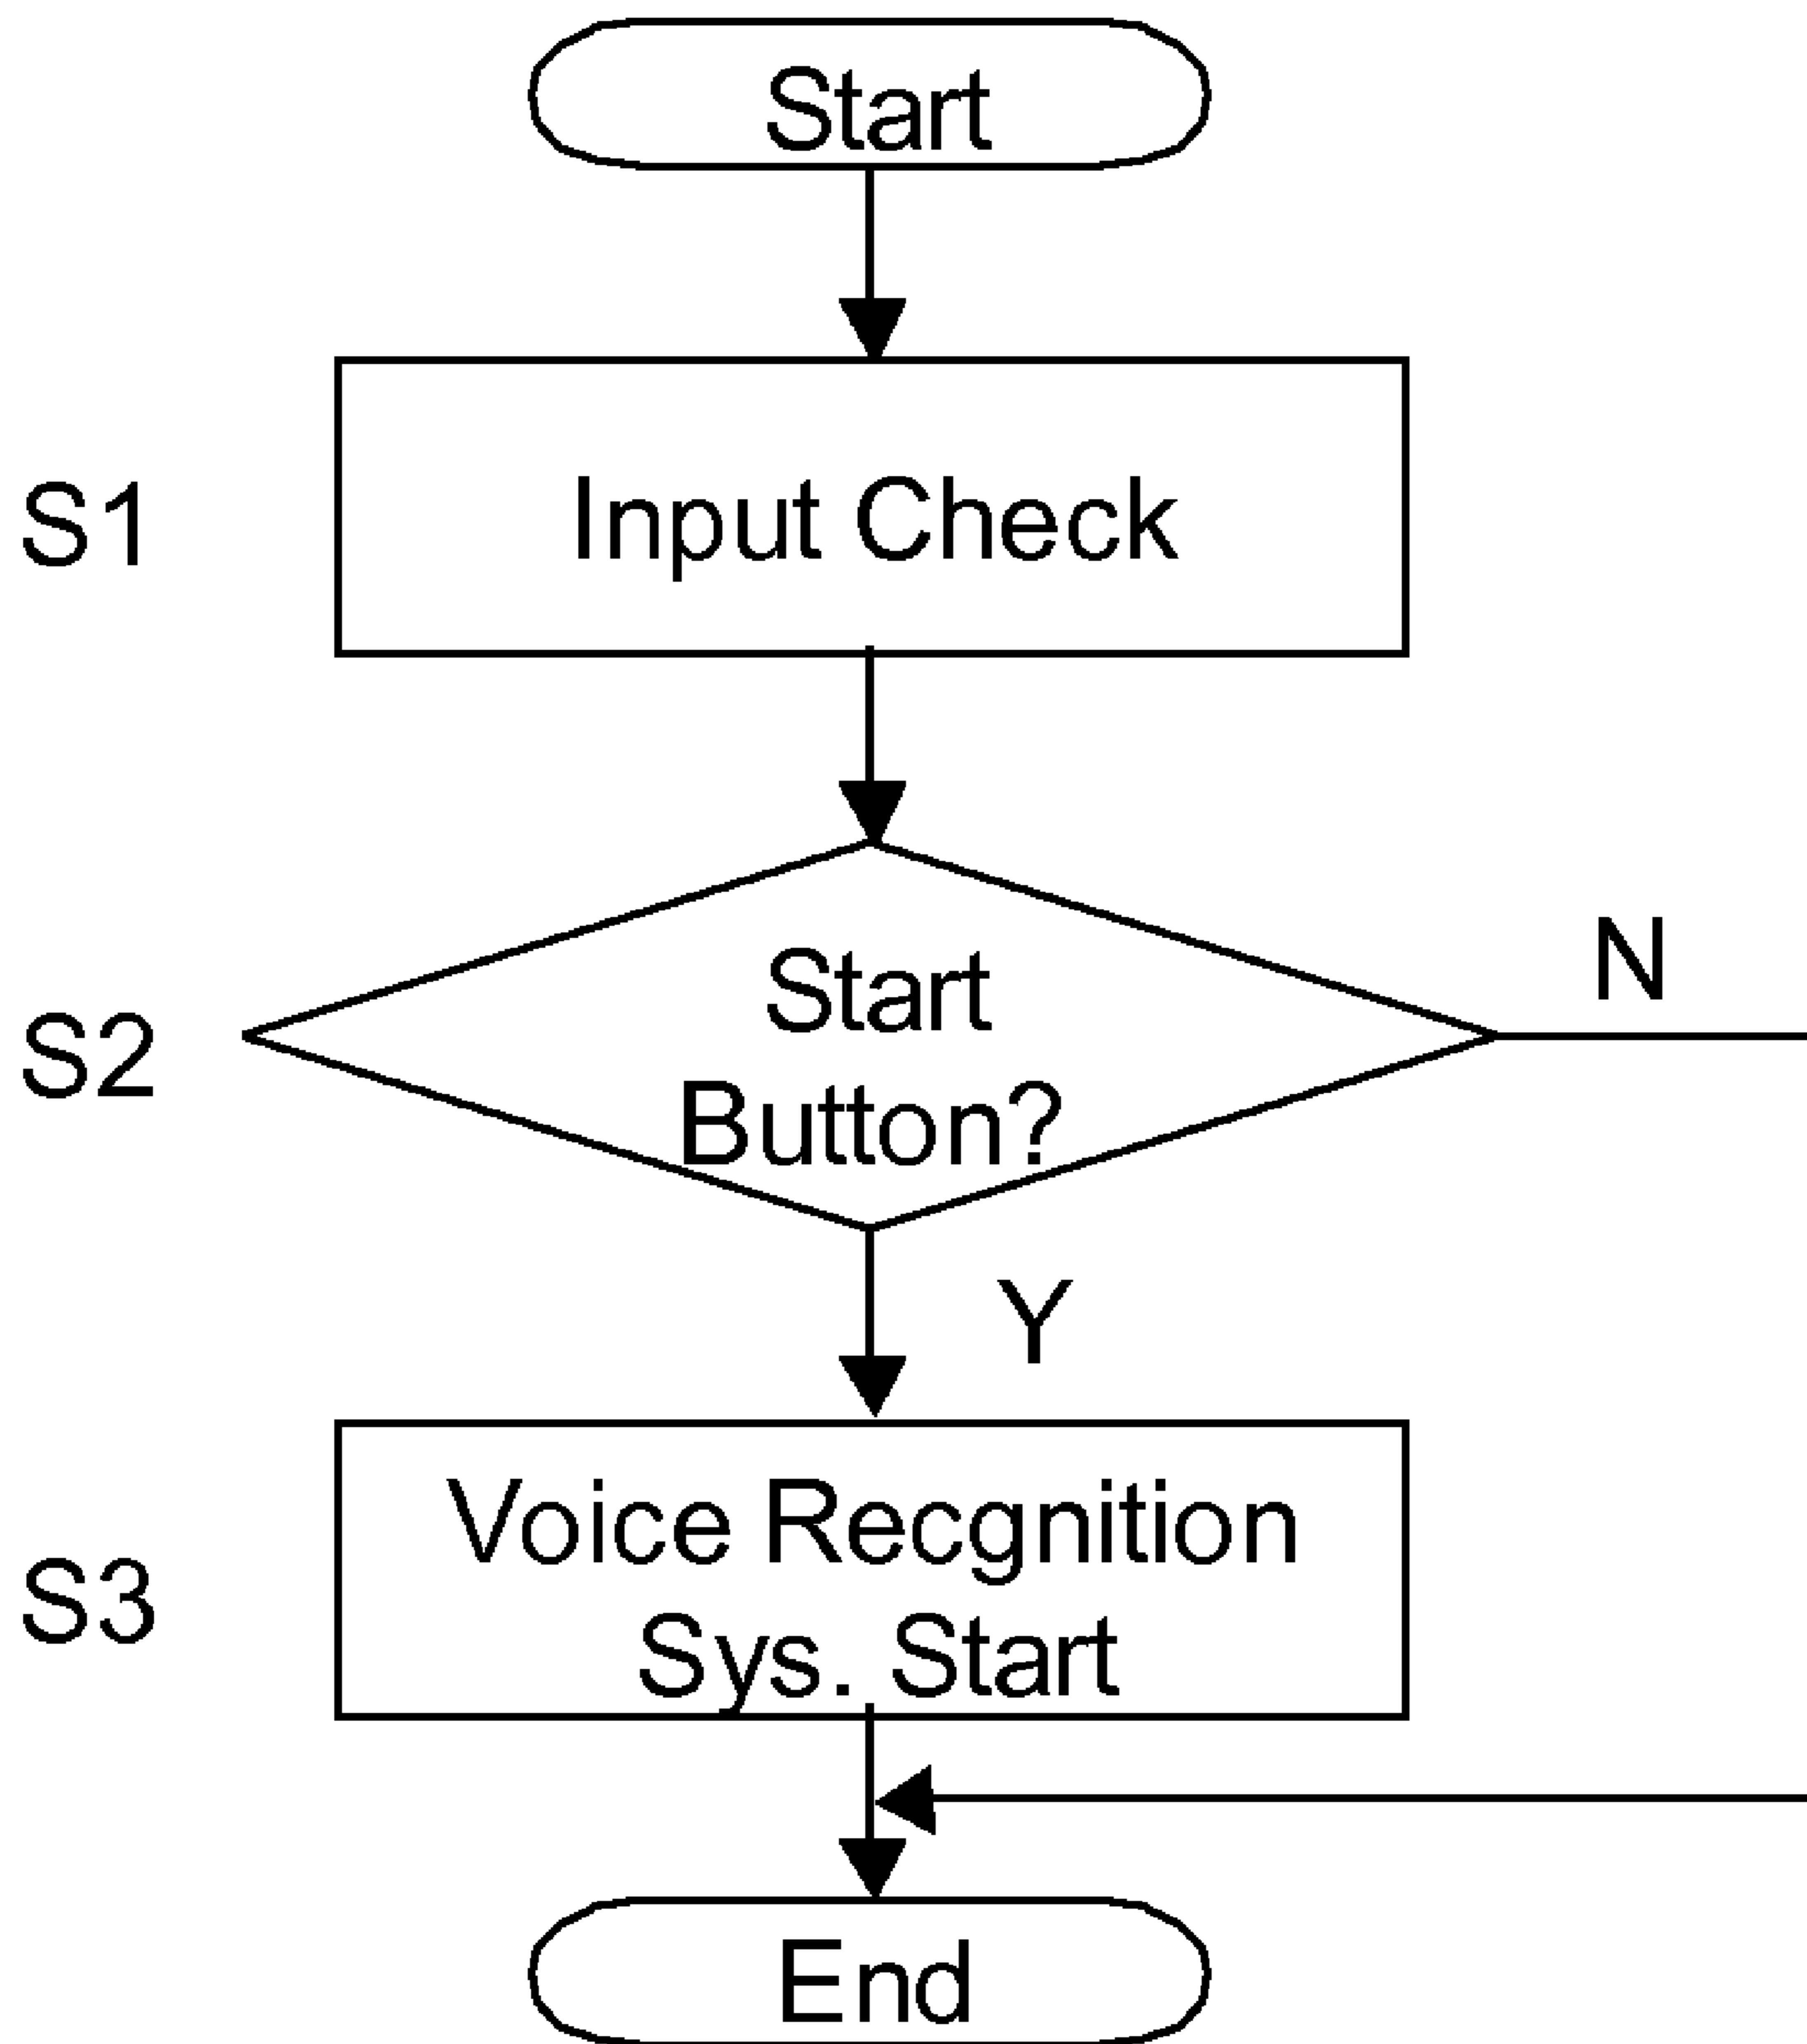 Start
S1
Input Check
S2
Start
Button?
N
Y
S3
Voice Recgnition
Sys. Start
End